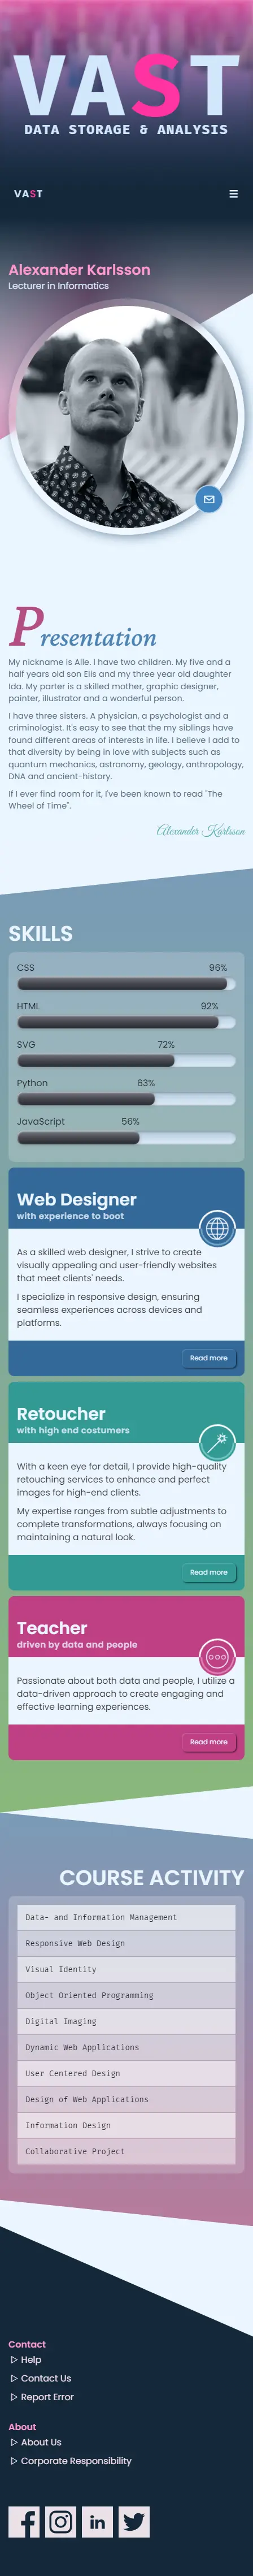 VAST
DATA STORAGE & ANALYSIS
VAST
Alexander Karlsson
Lecturer in Informatics
Presentation
My nickname is Alle. I have two children. My five and a
half years old son Elis and my three year old daughter
Ida. My parter is a skilled mother, graphic designer,
painter, illustrator and a wonderful person.
I have three sisters. A physician, a psychologist and a
criminologist. It's easy to see that the my siblings have
found different areas of interests in life. I believe I add to
that diversity by being in love with subjects such as
quantum mechanics, astronomy, geology, anthropology,
DNA and ancient-history.
If I ever find room for it, I've been known to read "The
Wheel of Time".
Alexander Karlsson
SKILLS
CSS 96%
HTML 92%
SVG 72%
Python 63%
JavaScript 56%
Web Designer
with experience to boot
As a skilled web designer, I strive to create
visually appealing and user-friendly websites
that meet clients' needs.
I specialize in responsive design, ensuring
seamless experiences across devices and
platforms.
Read more
Retoucher
with high end costumers
With a keen eye for detail, I provide high-quality
retouching services to enhance and perfect
images for high-end clients.
My expertise ranges from subtle adjustments to
complete transformations, always focusing on
maintaining a natural look.
Read more
Teacher
driven by data and people
Passionate about both data and people, I utilize a
data-driven approach to create engaging and
effective learning experiences.
Read more
COURSE ACTIVITY
Data- and Information Management
Responsive Web Design
Visual Identity
Object Oriented Programming
Digital Imaging
Dynamic Web Applications
User Centered Design
Design of Web Applications
Information Design
Collaborative Project
Contact
Help
Contact Us
Report Error
About
About Us
Corporate Responsibility